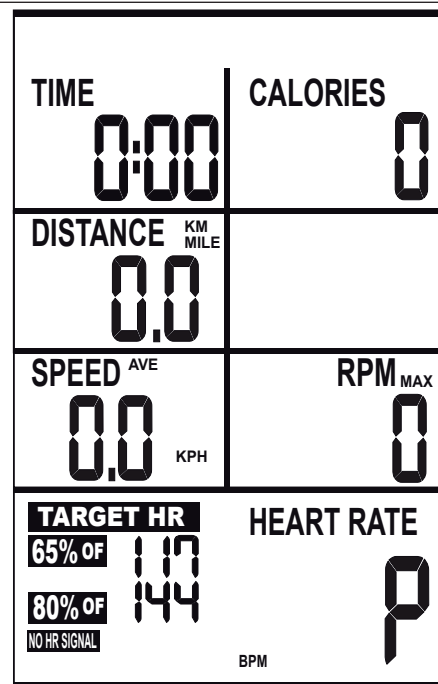 TIME
0:00
CALORIES
0
DISTANCE KM
MILE
0.0
SPEED AVE
0.0 KPH
RPM MAX
0
TARGET HR
65% OF 117
80% OF 144
NO HR SIGNAL
HEART RATE
P
BPM